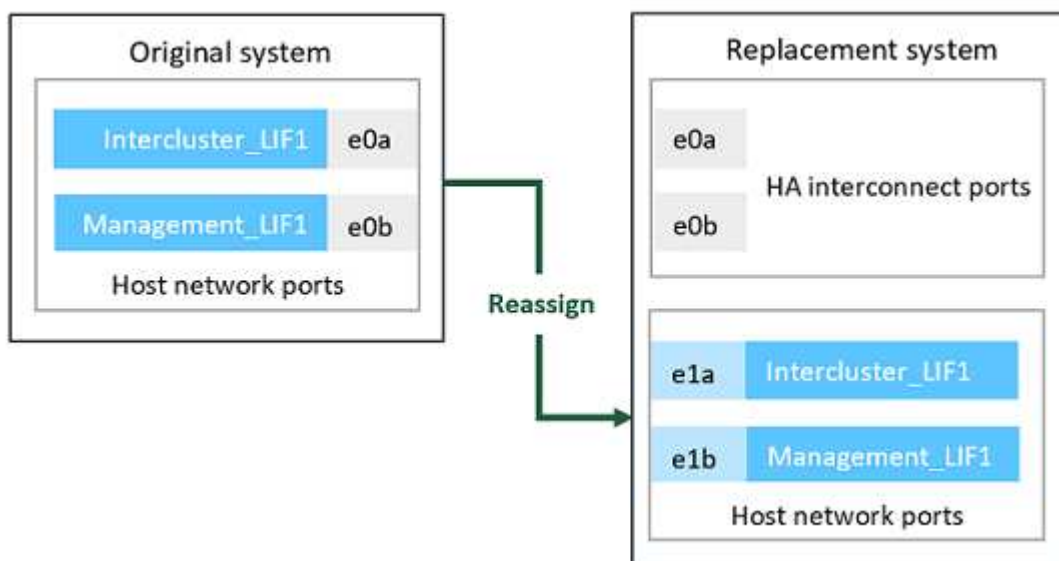 Original system
Intercluster_LIF1 e0a
Management_LIF1 e0b
Host network ports
Reassign
Replacement system
e0a
HA interconnect ports
e0b
e1a Intercluster_LIF1
e1b Management_LIF1
Host network ports